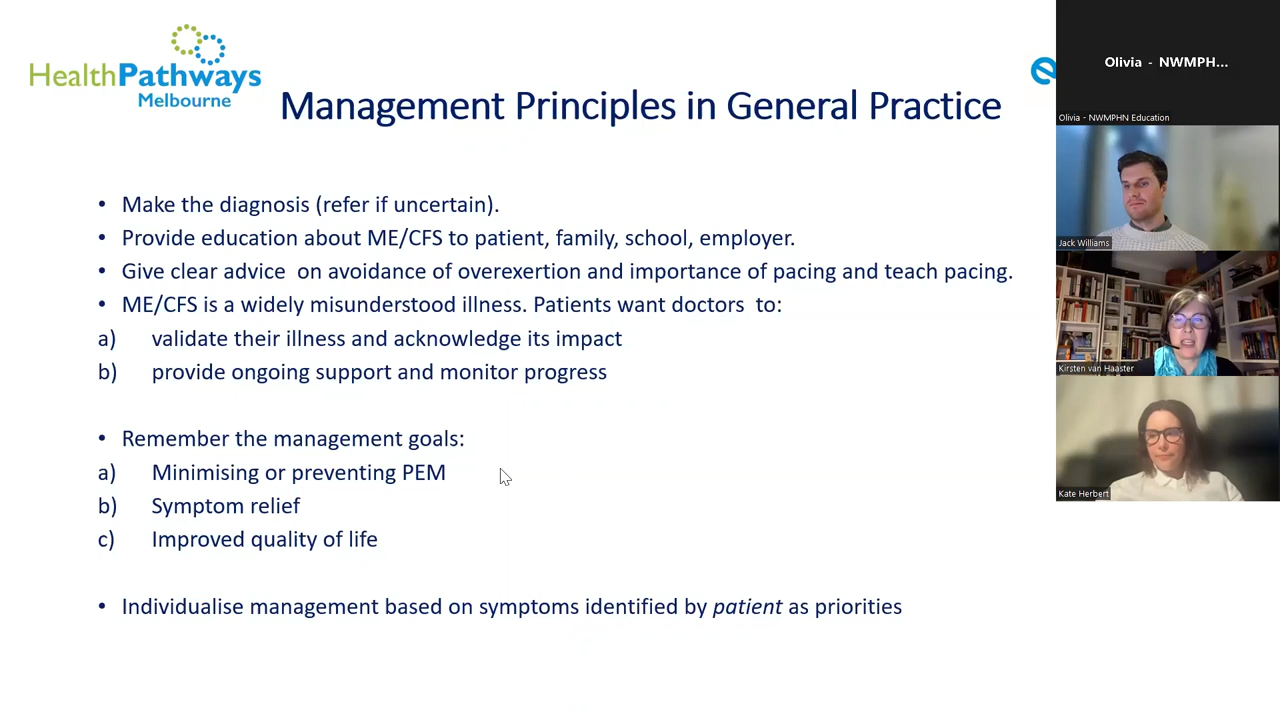 HealthPathways
Melbourne
Management Principles in General Practice
• Make the diagnosis (refer if uncertain).
• Provide education about ME/CFS to patient, family, school, employer.
• Give clear advice on avoidance of overexertion and importance of pacing and teach pacing.
• ME/CFS is a widely misunderstood illness. Patients want doctors to:
a) validate their illness and acknowledge its impact
b) provide ongoing support and monitor progress
• Remember the management goals:
a) Minimising or preventing PEM
b) Symptom relief
c) Improved quality of life
• Individualise management based on symptoms identified by patient as priorities
Olivia - NWMPH...
Olivia - NWMPHN Education
Jack Williams
Kirsten van Haaster
Kate Herbert